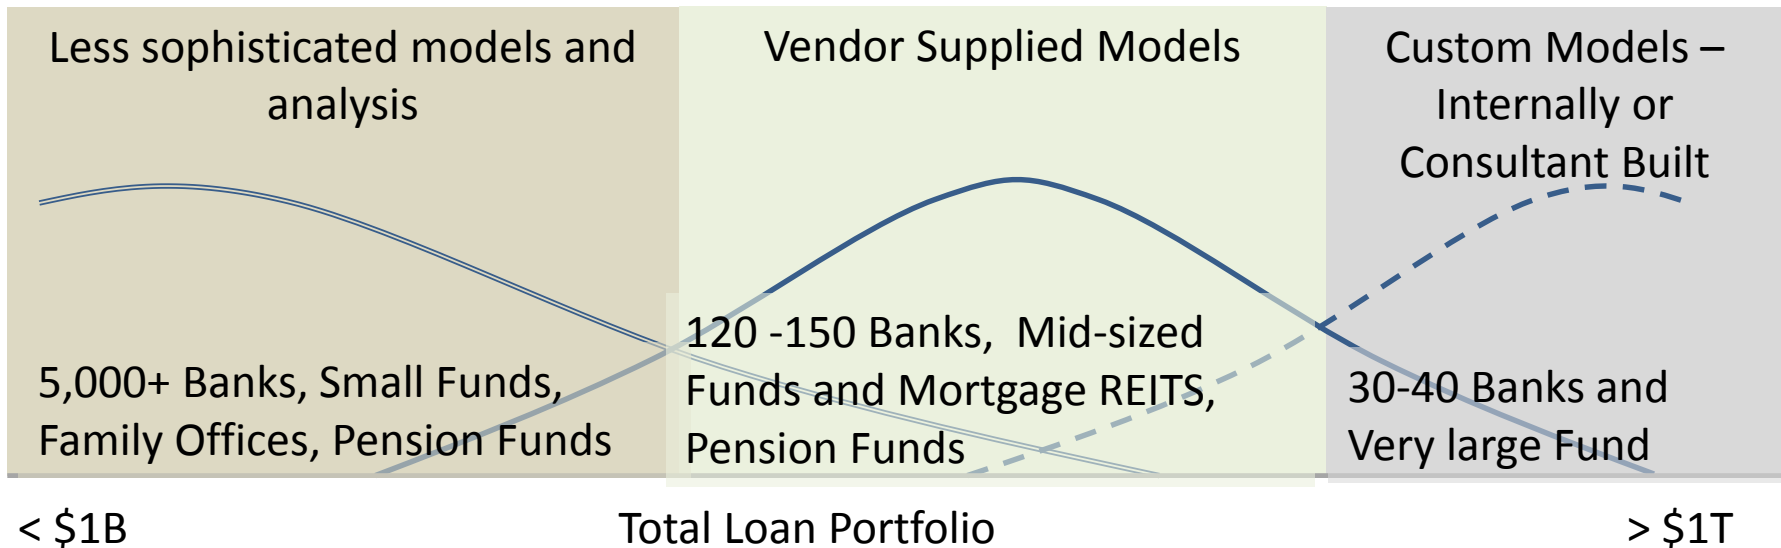 Less sophisticated models and
analysis
Vendor Supplied Models
Custom Models –
Internally or
Consultant Built
5,000+ Banks, Small Funds,
Family Offices, Pension Funds
120 -150 Banks,  Mid-sized
Funds and Mortgage REITS,
Pension Funds
30-40 Banks and
Very large Fund
< $1B
Total Loan Portfolio
> $1T